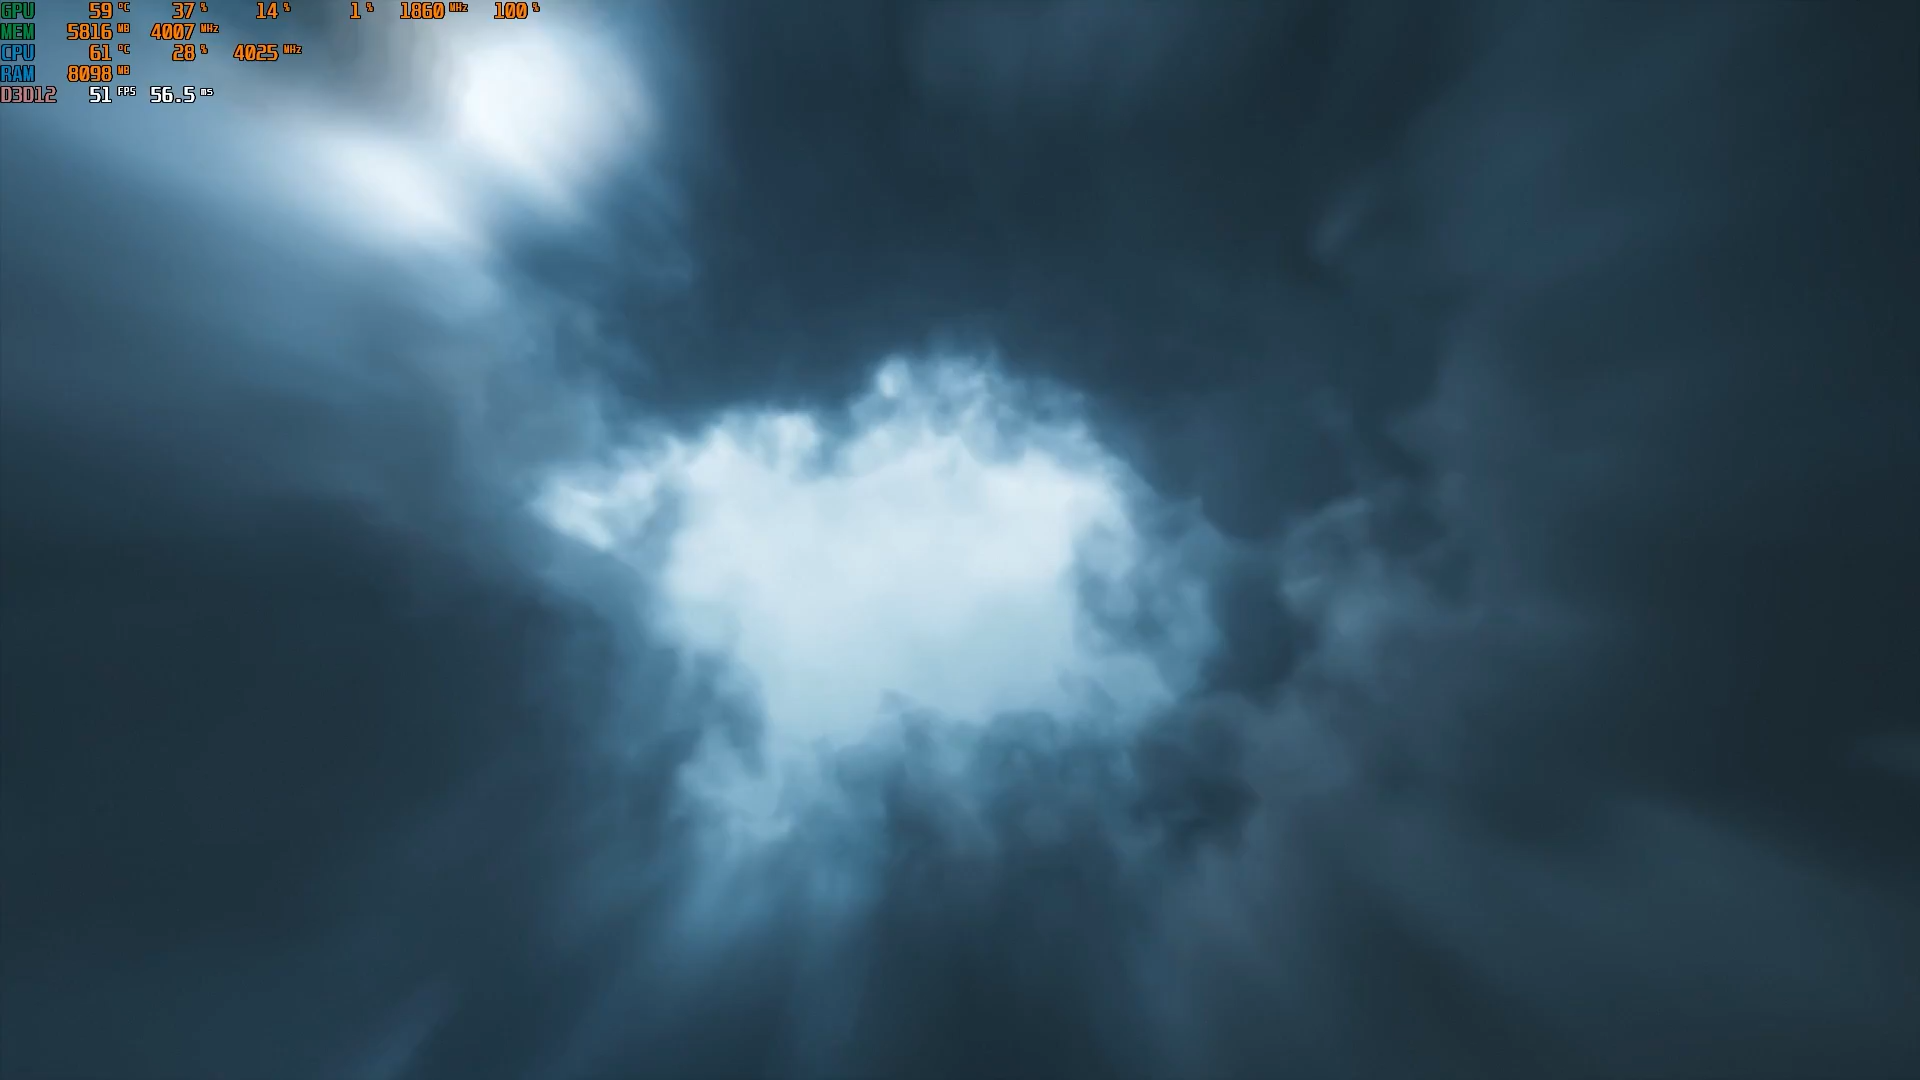 GPU 59 °C 37 % 14 % 1 % 1860 MHz 100 %
MEM 5816 MB 4007 MHz
CPU 61 °C 28 % 4025 MHz
RAM 8098 MB
D3D12 51 FPS 56.5 ms